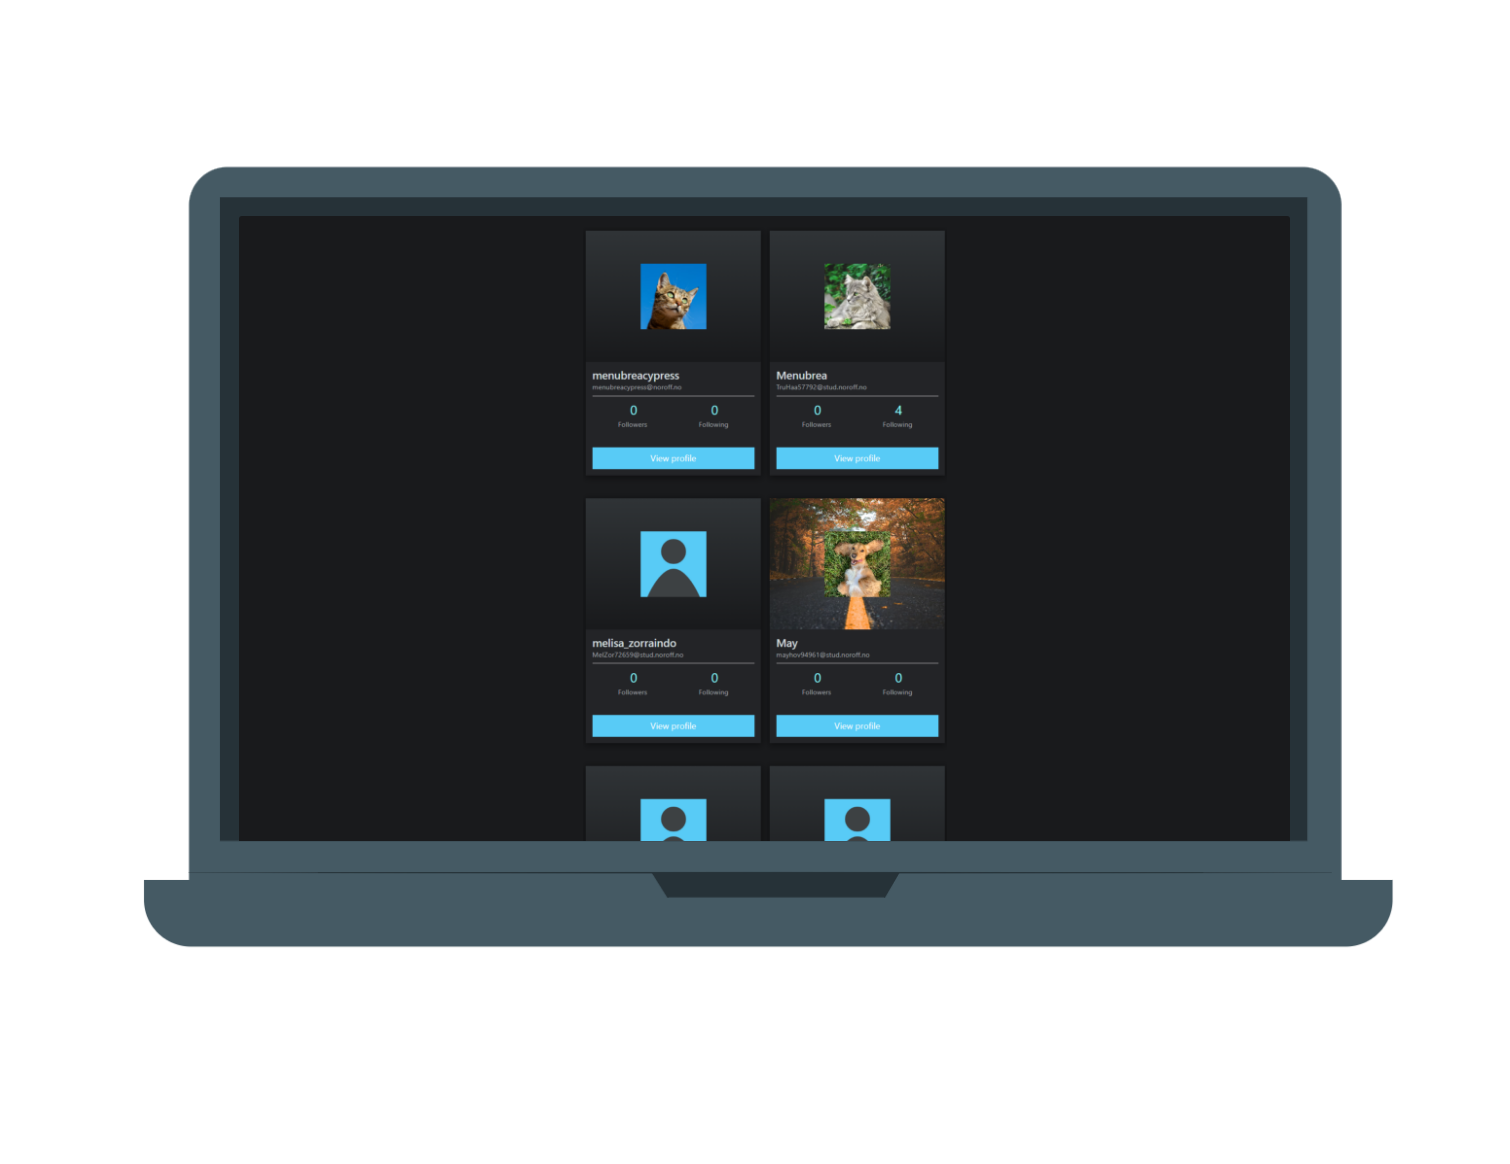 menubreacypress
menubreacypress@noroff.no
0 0
Followers Following
View profile
Menubrea
TruHaa57792@stud.noroff.no
0 4
Followers Following
View profile
melisa_zorraindo
MelZor72659@stud.noroff.no
0 0
Followers Following
View profile
May
mayhov94961@stud.noroff.no
0 0
Followers Following
View profile